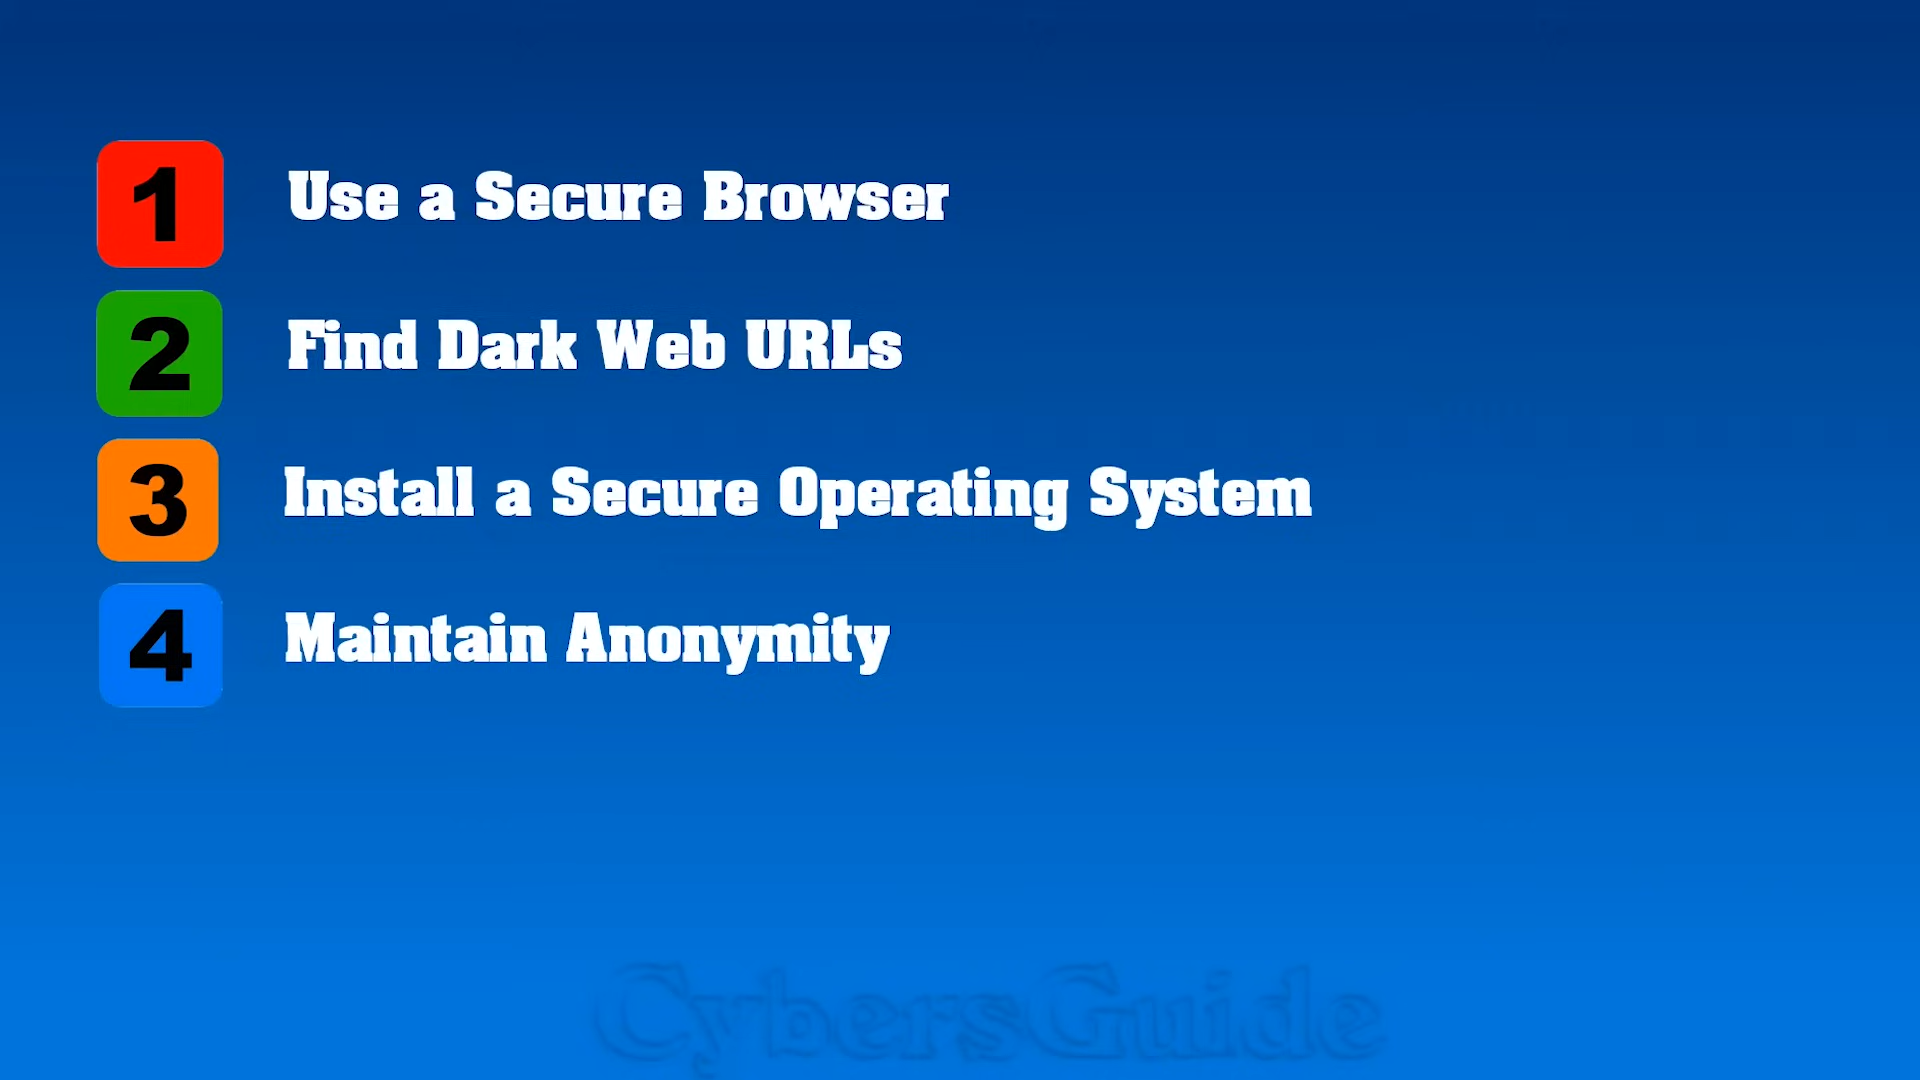 1 Use a Secure Browser
2 Find Dark Web URLs
3 Install a Secure Operating System
4 Maintain Anonymity
CybersGuide